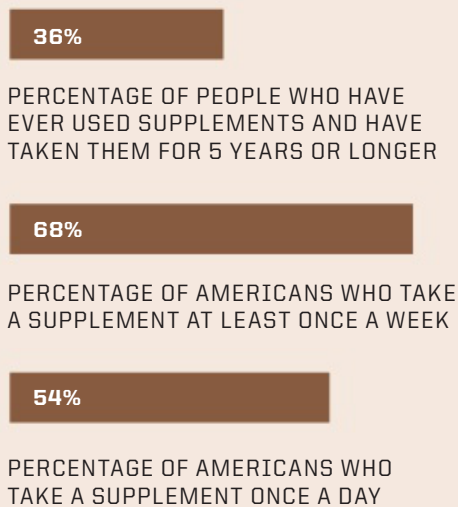 36%
PERCENTAGE OF PEOPLE WHO HAVE
EVER USED SUPPLEMENTS AND HAVE
TAKEN THEM FOR 5 YEARS OR LONGER
68%
PERCENTAGE OF AMERICANS WHO TAKE
A SUPPLEMENT AT LEAST ONCE A WEEK
54%
PERCENTAGE OF AMERICANS WHO
TAKE A SUPPLEMENT ONCE A DAY